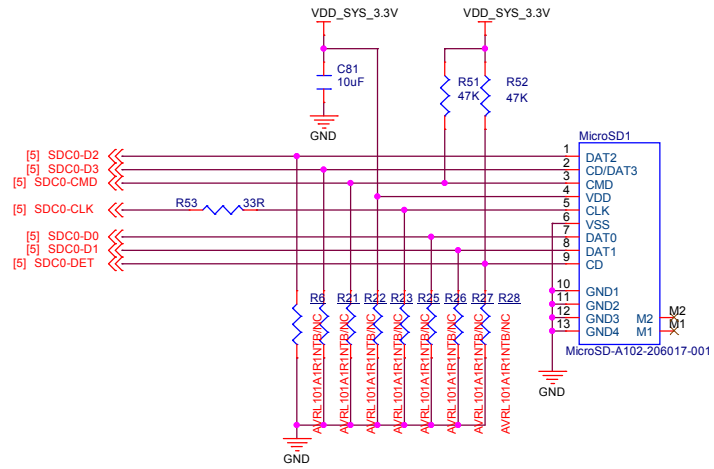 VDD_SYS_3.3V
VDD_SYS_3.3V
C81
10uF
GND
R51
47K
R52
47K
MicroSD1
[5] SDC0-D2
1
DAT2
[5] SDC0-D3
2
CD/DAT3
[5] SDC0-CMD
3
CMD
4
VDD
[5] SDC0-CLK
R53
33R
5
CLK
6
VSS
[5] SDC0-D0
7
DAT0
[5] SDC0-D1
8
DAT1
[5] SDC0-DET
9
CD
10
GND1
11
GND2
12
GND3
M2
M2
13
GND4
M1
M1
MicroSD-A102-206017-001
GND
R6
R21
R22
R23
R25
R26
R27
R28
AVRL101A1R1NTB/NC
AVRL101A1R1NTB/NC
AVRL101A1R1NTB/NC
AVRL101A1R1NTB/NC
AVRL101A1R1NTB/NC
AVRL101A1R1NTB/NC
AVRL101A1R1NTB/NC
AVRL101A1R1NTB/NC
GND